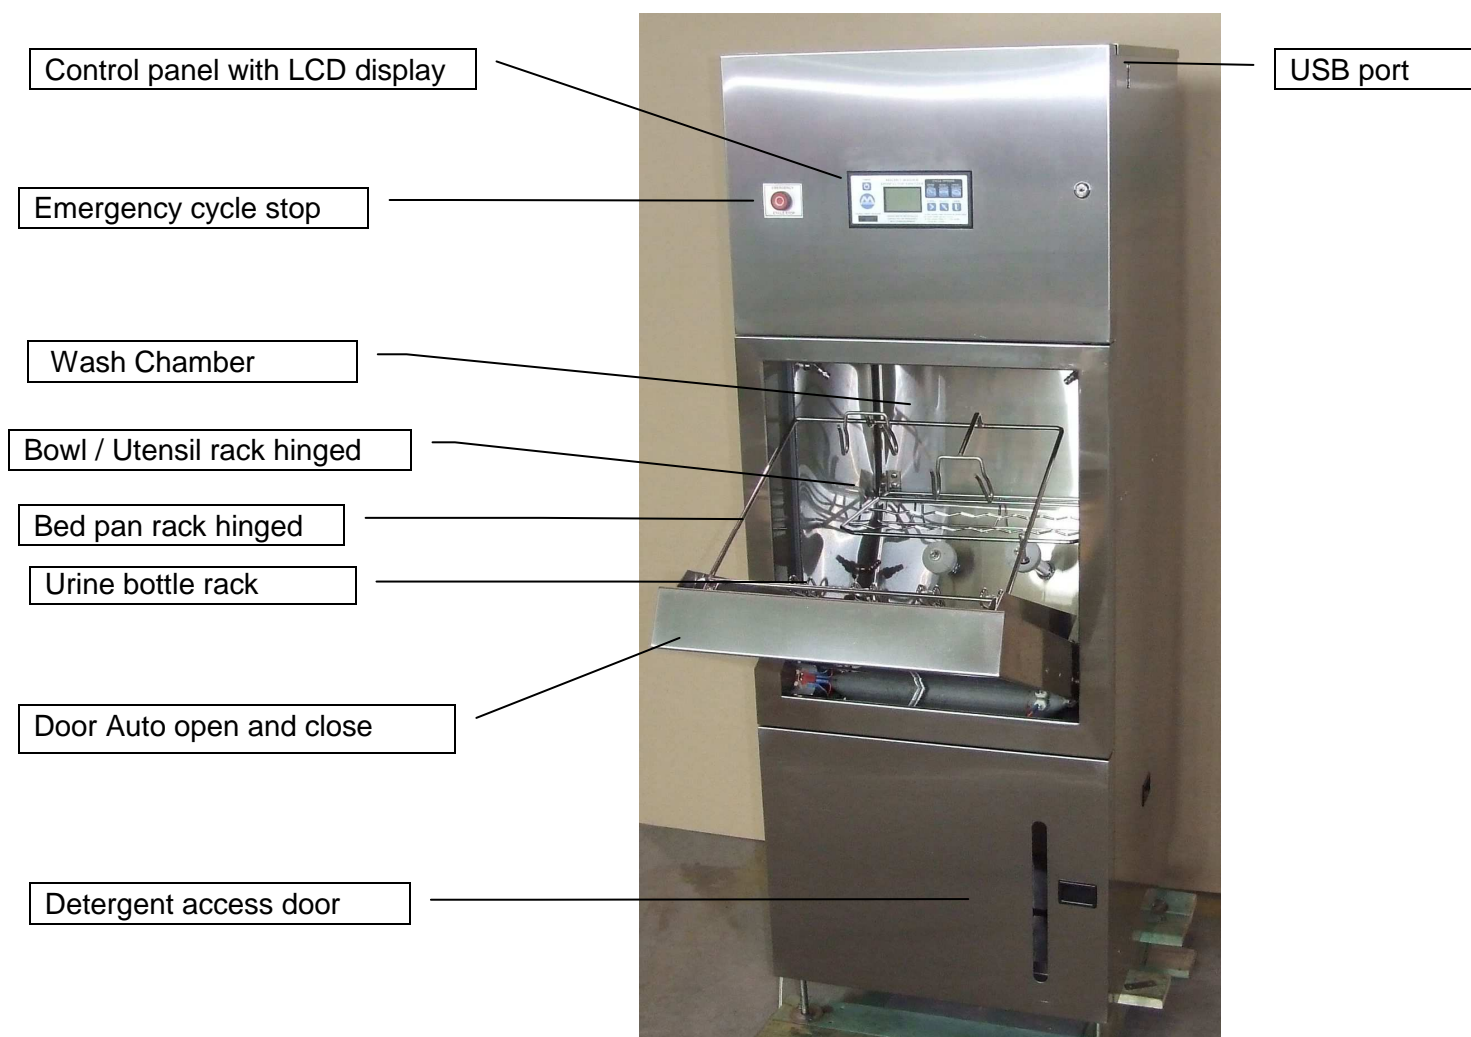 Control panel with LCD display
USB port
Emergency cycle stop
Wash Chamber
Bowl / Utensil rack hinged
Bed pan rack hinged
Urine bottle rack
Door Auto open and close
Detergent access door